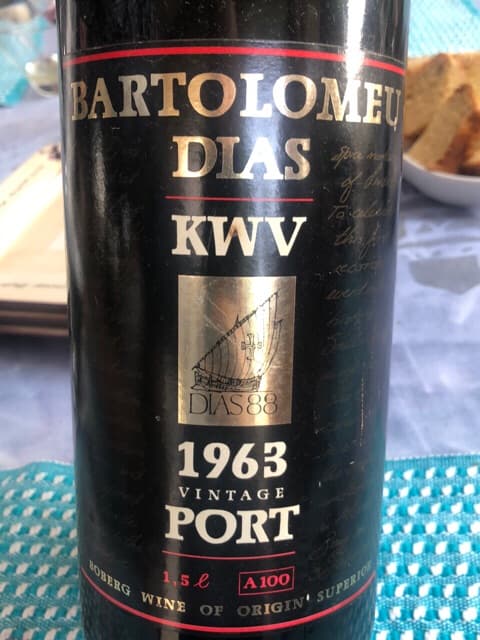 BARTOLOMEU
DIAS
KWV
DIAS 88
1963
VINTAGE
PORT
1,5 ℓ A100
BOBERG WINE OF ORIGIN SUPERIOR